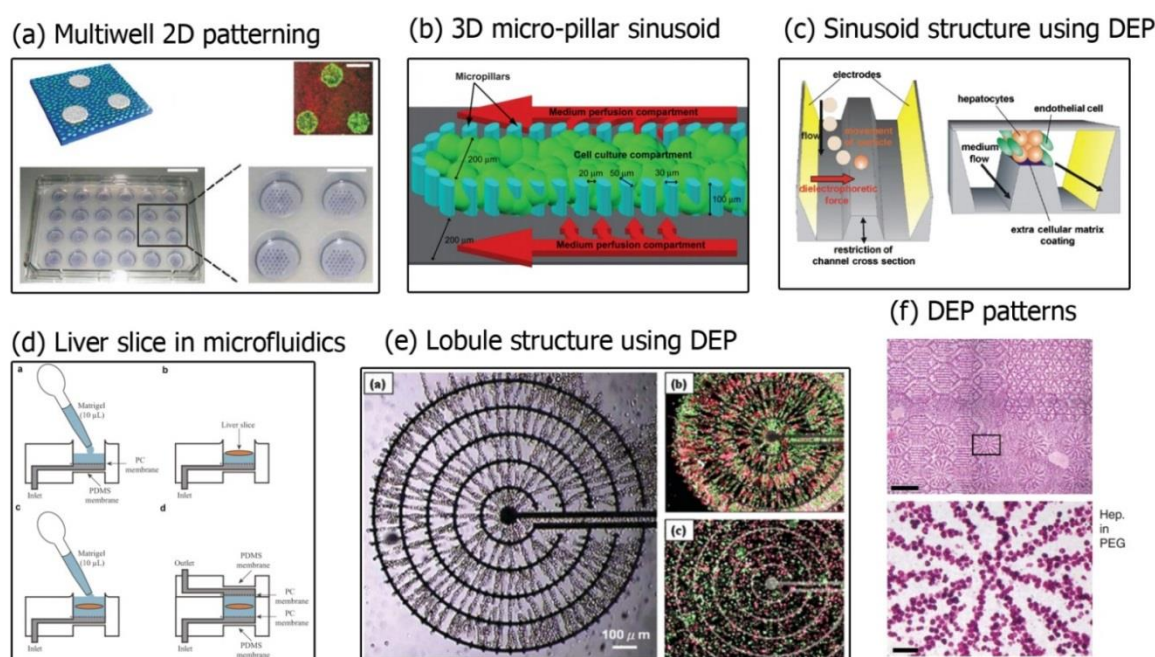 (a) Multiwell 2D patterning
(b) 3D micro-pillar sinusoid
Micropillars
Medium perfusion compartment
200 μm
Cell culture compartment
20 μm
50 μm
30 μm
100 μm
200 μm
Medium perfusion compartment
(c) Sinusoid structure using DEP
electrodes
flow
movement
of particle
dielectrophoretic
force
restriction of
channel cross section
hepatocytes
endothelial cell
medium
flow
extra cellular matrix
coating
(d) Liver slice in microfluidics
a
Matrigel
(10 μL)
PC
membrane
PDMS
membrane
Inlet
b
Liver slice
Inlet
c
Matrigel
(10 μL)
Inlet
d
Outlet
PDMS
membrane
PC
membrane
PC
membrane
PDMS
membrane
Inlet
(e) Lobule structure using DEP
(a)
100 μm
(b)
(c)
(f) DEP patterns
Hep.
in
PEG